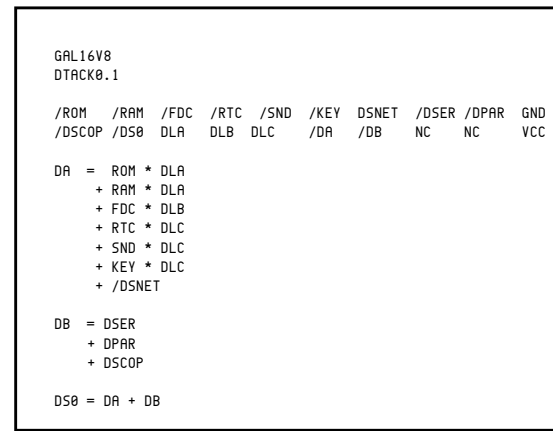 GAL16V8
DTACK0.1
/ROM /RAM /FDC /RTC /SND /KEY DSNET /DSER /DPAR GND
/DSCOP /DS0 DLA DLB DLC /DA /DB NC NC VCC
DA = ROM * DLA
+ RAM * DLA
+ FDC * DLB
+ RTC * DLC
+ SND * DLC
+ KEY * DLC
+ /DSNET
DB = DSER
+ DPAR
+ DSCOP
DS0 = DA + DB